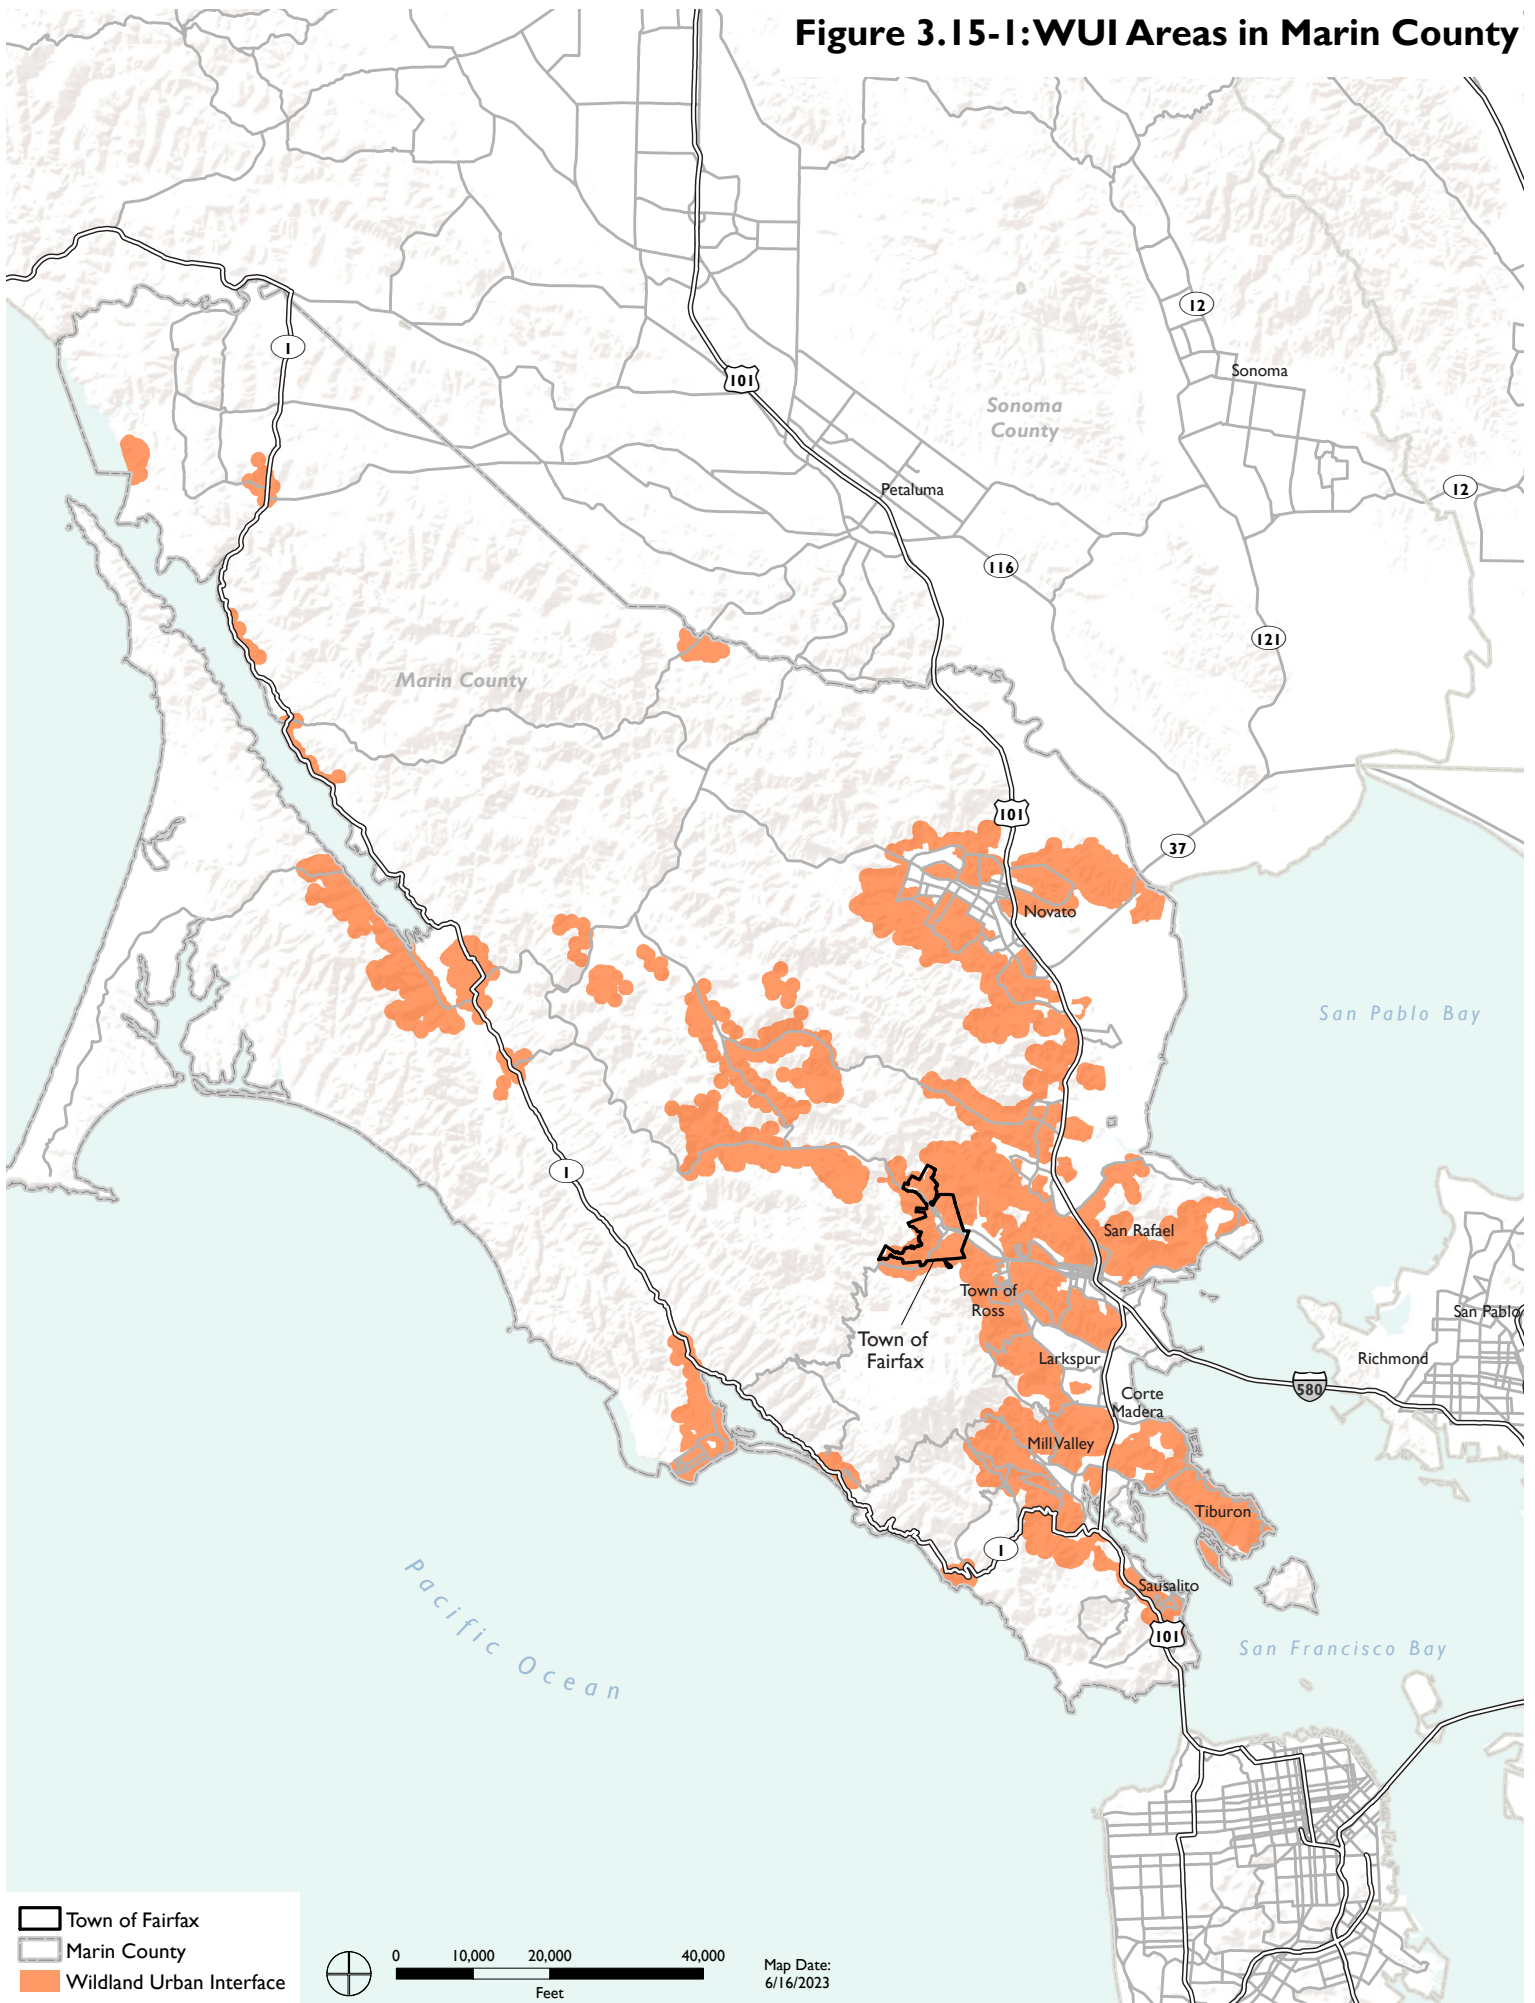 Figure 3.15-1: WUI Areas in Marin County
12
1
Sonoma
101
Sonoma
County
Petaluma
12
116
121
Marin County
101
37
Novato
San Pablo Bay
1
San Rafael
Town of
Ross
San Pablo
Town of
Fairfax
Larkspur
Richmond
580
Corte
Madera
Mill Valley
Tiburon
1
Sausalito
Pacific Ocean
101
San Francisco Bay
Town of Fairfax
Marin County
Wildland Urban Interface
0 10,000 20,000 40,000
Feet
Map Date:
6/16/2023